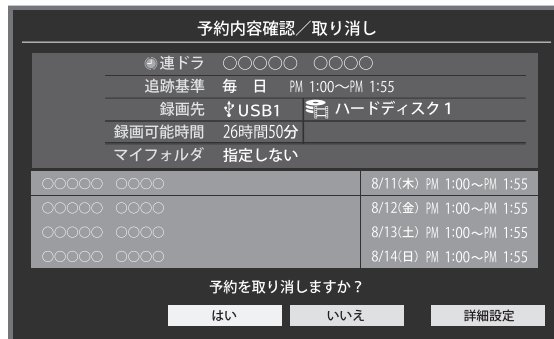 予約内容確認／取り消し
連ドラ ○○○○○ ○○○○
追跡基準 毎 日 PM 1:00～PM 1:55
録画先 USB1 ハードディスク1
録画可能時間 26時間50分
マイフォルダ 指定しない
○○○○○ ○○○○ 8/11(木) PM 1:00～PM 1:55
○○○○○ ○○○○ 8/12(金) PM 1:00～PM 1:55
○○○○○ ○○○○ 8/13(土) PM 1:00～PM 1:55
○○○○○ ○○○○ 8/14(日) PM 1:00～PM 1:55
予約を取り消しますか？
はい いいえ 詳細設定